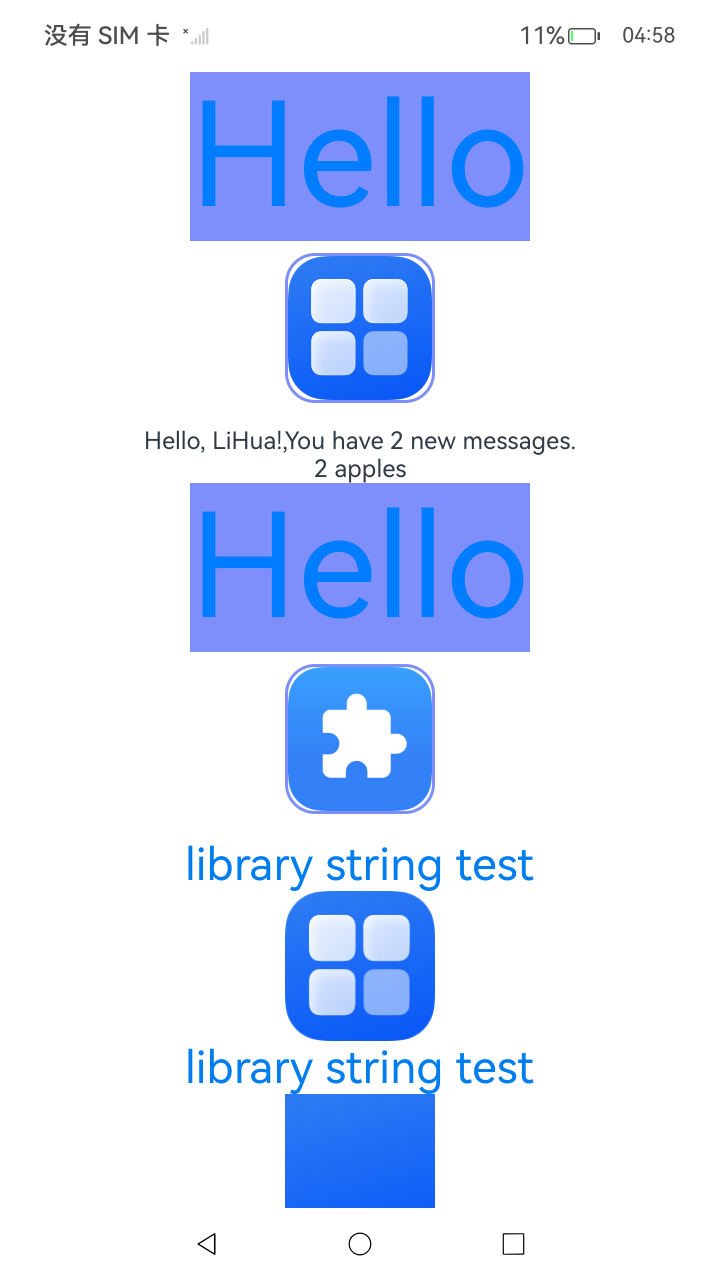 没有 SIM 卡
11% 04:58
Hello
Hello, LiHua!,You have 2 new messages.
2 apples
Hello
library string test
library string test